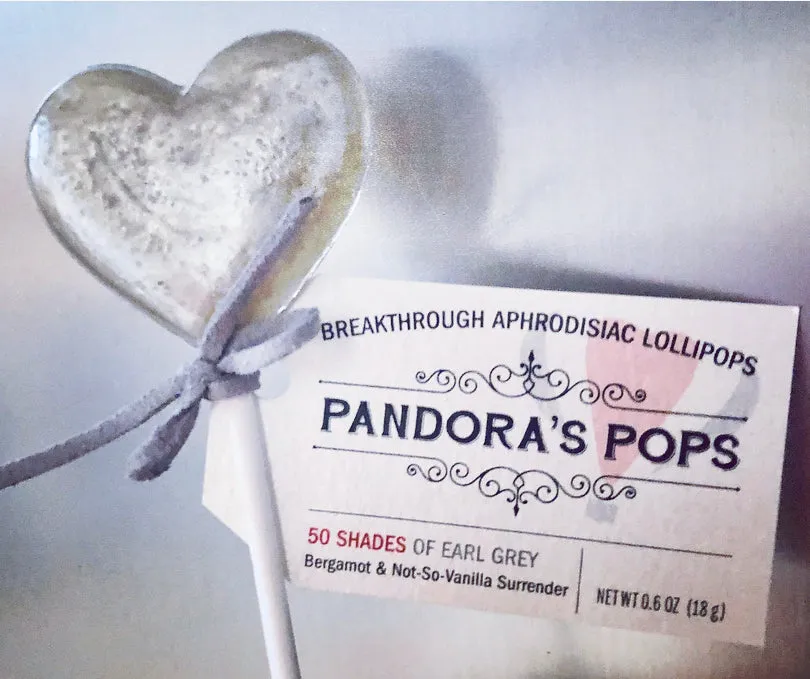 BREAKTHROUGH APHRODISIAC LOLLIPOPS
PANDORA'S POPS
50 SHADES OF EARL GREY
Bergamot & Not-So-Vanilla Surrender
NET WT 0.6 OZ (18 g)